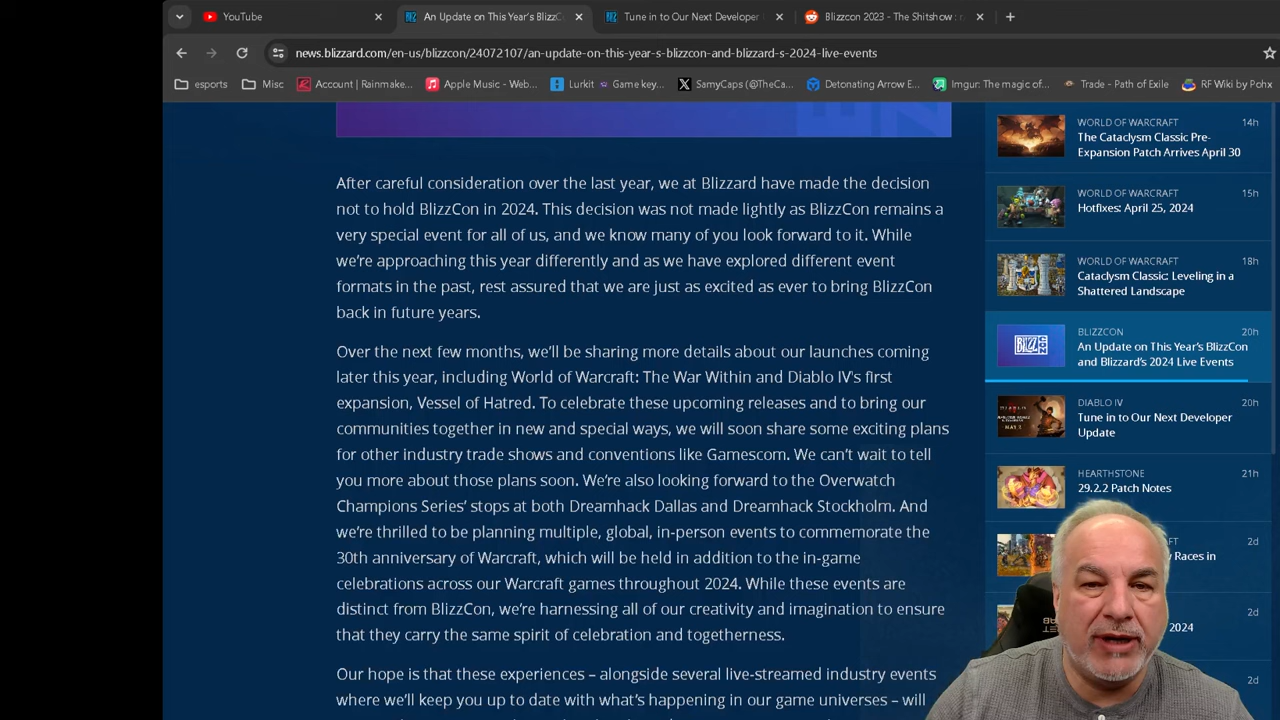 YouTube
An Update on This Year's BlizzC
Tune in to Our Next Developer
Blizzcon 2023 - The Shitshow :
news.blizzard.com/en-us/blizzcon/24072107/an-update-on-this-year-s-blizzcon-and-blizzard-s-2024-live-events
esports
Misc
Account | Rainmake...
Apple Music - Web...
Lurkit
Game key...
SamyCaps (@TheCa...
Detonating Arrow E...
Imgur: The magic of...
Trade - Path of Exile
RF Wiki by Pohx
After careful consideration over the last year, we at Blizzard have made the decision
not to hold BlizzCon in 2024. This decision was not made lightly as BlizzCon remains a
very special event for all of us, and we know many of you look forward to it. While
we're approaching this year differently and as we have explored different event
formats in the past, rest assured that we are just as excited as ever to bring BlizzCon
back in future years.
Over the next few months, we'll be sharing more details about our launches coming
later this year, including World of Warcraft: The War Within and Diablo IV's first
expansion, Vessel of Hatred. To celebrate these upcoming releases and to bring our
communities together in new and special ways, we will soon share some exciting plans
for other industry trade shows and conventions like Gamescom. We can't wait to tell
you more about those plans soon. We're also looking forward to the Overwatch
Champions Series' stops at both Dreamhack Dallas and Dreamhack Stockholm. And
we're thrilled to be planning multiple, global, in-person events to commemorate the
30th anniversary of Warcraft, which will be held in addition to the in-game
celebrations across our Warcraft games throughout 2024. While these events are
distinct from BlizzCon, we're harnessing all of our creativity and imagination to ensure
that they carry the same spirit of celebration and togetherness.
Our hope is that these experiences – alongside several live-streamed industry events
where we'll keep you up to date with what's happening in our game universes – will
WORLD OF WARCRAFT 14h
The Cataclysm Classic Pre-
Expansion Patch Arrives April 30
WORLD OF WARCRAFT 15h
Hotfixes: April 25, 2024
WORLD OF WARCRAFT 18h
Cataclysm Classic: Leveling in a
Shattered Landscape
BLIZZCON 20h
An Update on This Year's BlizzCon
and Blizzard's 2024 Live Events
DIABLO IV 20h
Tune in to Our Next Developer
Update
HEARTHSTONE 21h
29.2.2 Patch Notes
2d
Races in
2d
2024
2d